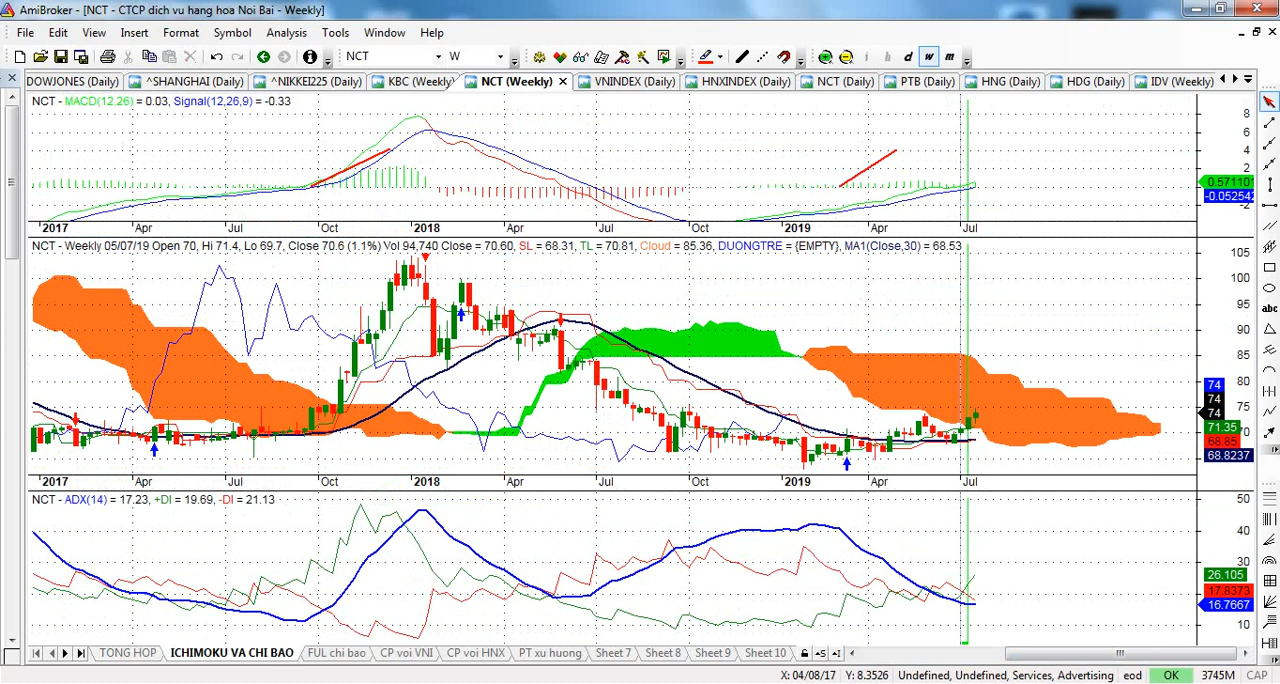 AmiBroker - [NCT - CTCP dich vu hang hoa Noi Bai - Weekly]
File Edit View Insert Format Symbol Analysis Tools Window Help
NCT W d w m
DOWJONES (Daily) ^SHANGHAI (Daily) ^NIKKEI225 (Daily) KBC (Weekly) NCT (Weekly) VNINDEX (Daily) HNXINDEX (Daily) NCT (Daily) PTB (Daily) HNG (Daily) HDG (Daily) IDV (Weekly)
NCT - MACD(12.26) = 0.03, Signal(12,26,9) = -0.33
8
6
4
2
0.571101
-0.052542
-2
2017 Apr Jul Oct 2018 Apr Jul Oct 2019 Apr Jul
NCT - Weekly 05/07/19 Open 70, Hi 71.4, Lo 69.7, Close 70.6 (1.1%) Vol 94,740 Close = 70.60, SL = 68.31, TL = 70.81, Cloud = 85.36, DUONGTRE = {EMPTY}, MA1(Close,30) = 68.53
105
100
95
90
85
80
74
75
74
74
71.35
68.85
68.8237
abc
2017 Apr Jul Oct 2018 Apr Jul Oct 2019 Apr Jul
NCT - ADX(14) = 17.23, +DI = 19.69, -DI = 21.13
50
40
30
26.105
17.8373
16.7667
10
TONG HOP ICHIMOKU VA CHI BAO FUL chi bao CP voi VNI CP voi HNX PT xu huong Sheet 7 Sheet 8 Sheet 9 Sheet 10
X: 04/08/17 Y: 8.3526 Undefined, Undefined, Services, Advertising eod OK 3745M CAP